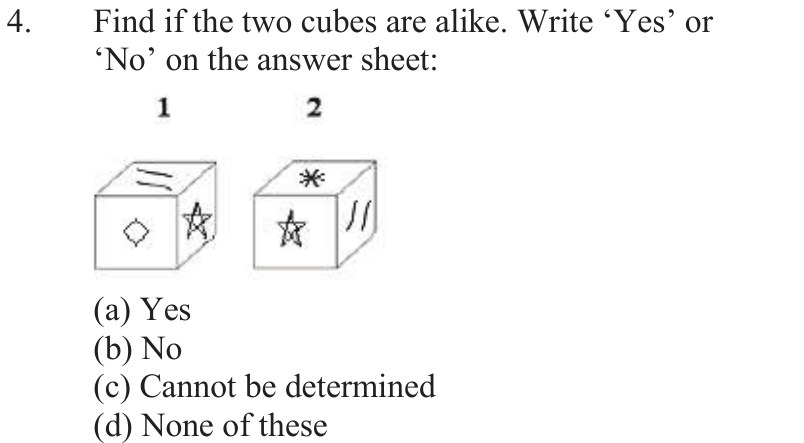 4. Find if the two cubes are alike. Write ‘Yes’ or
‘No’ on the answer sheet:
1 2
(a) Yes
(b) No
(c) Cannot be determined
(d) None of these